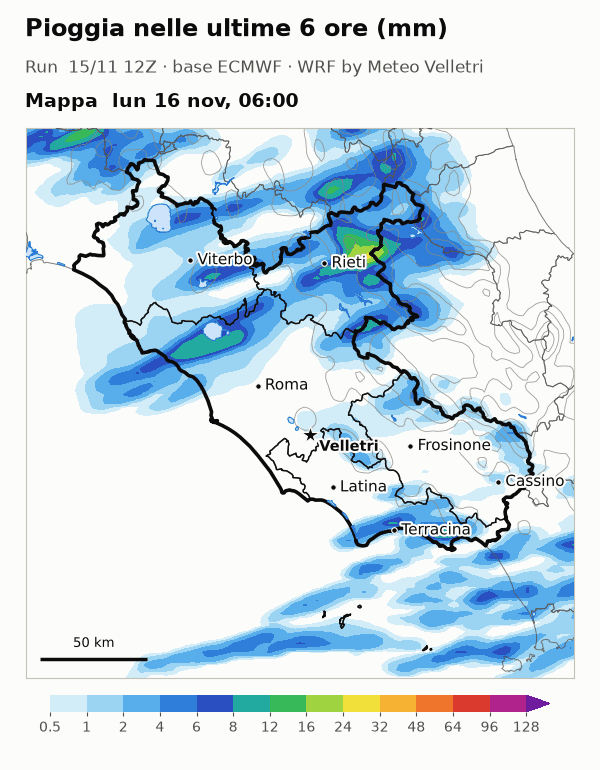 Pioggia nelle ultime 6 ore (mm)
Run  15/11 12Z · base ECMWF · WRF by Meteo Velletri
Mappa  lun 16 nov, 06:00
Viterbo
Rieti
Roma
Velletri
Frosinone
Latina
Cassino
Terracina
50 km
0.5 1 2 4 6 8 12 16 24 32 48 64 96 128